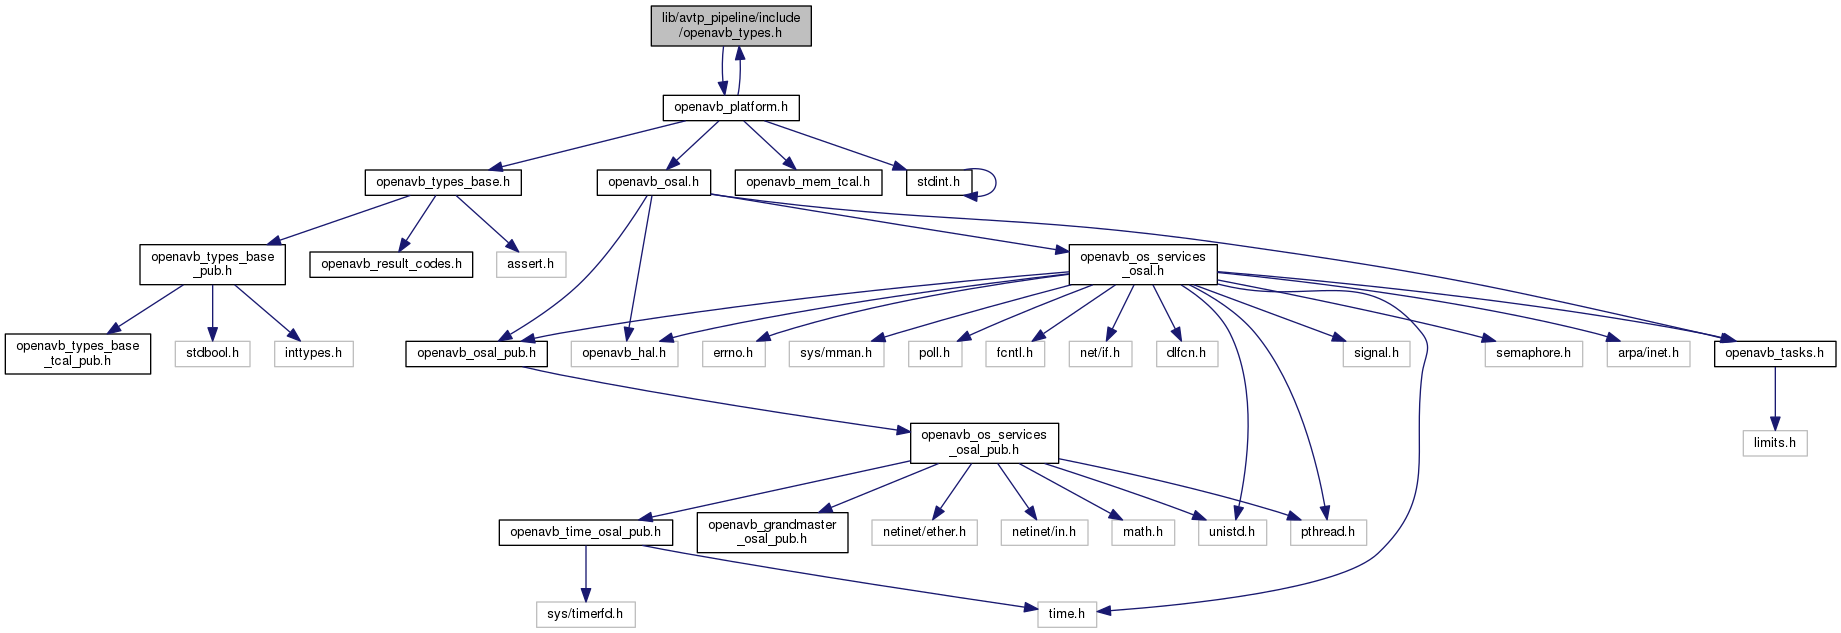 lib/avtp_pipeline/include
/openavb_types.h
openavb_platform.h
openavb_types_base.h
openavb_osal.h
openavb_mem_tcal.h
stdint.h
openavb_types_base
_pub.h
openavb_result_codes.h
assert.h
openavb_os_services
_osal.h
openavb_types_base
_tcal_pub.h
stdbool.h
inttypes.h
openavb_osal_pub.h
openavb_hal.h
errno.h
sys/mman.h
poll.h
fcntl.h
net/if.h
dlfcn.h
signal.h
semaphore.h
arpa/inet.h
openavb_tasks.h
openavb_os_services
_osal_pub.h
limits.h
openavb_time_osal_pub.h
openavb_grandmaster
_osal_pub.h
netinet/ether.h
netinet/in.h
math.h
unistd.h
pthread.h
sys/timerfd.h
time.h